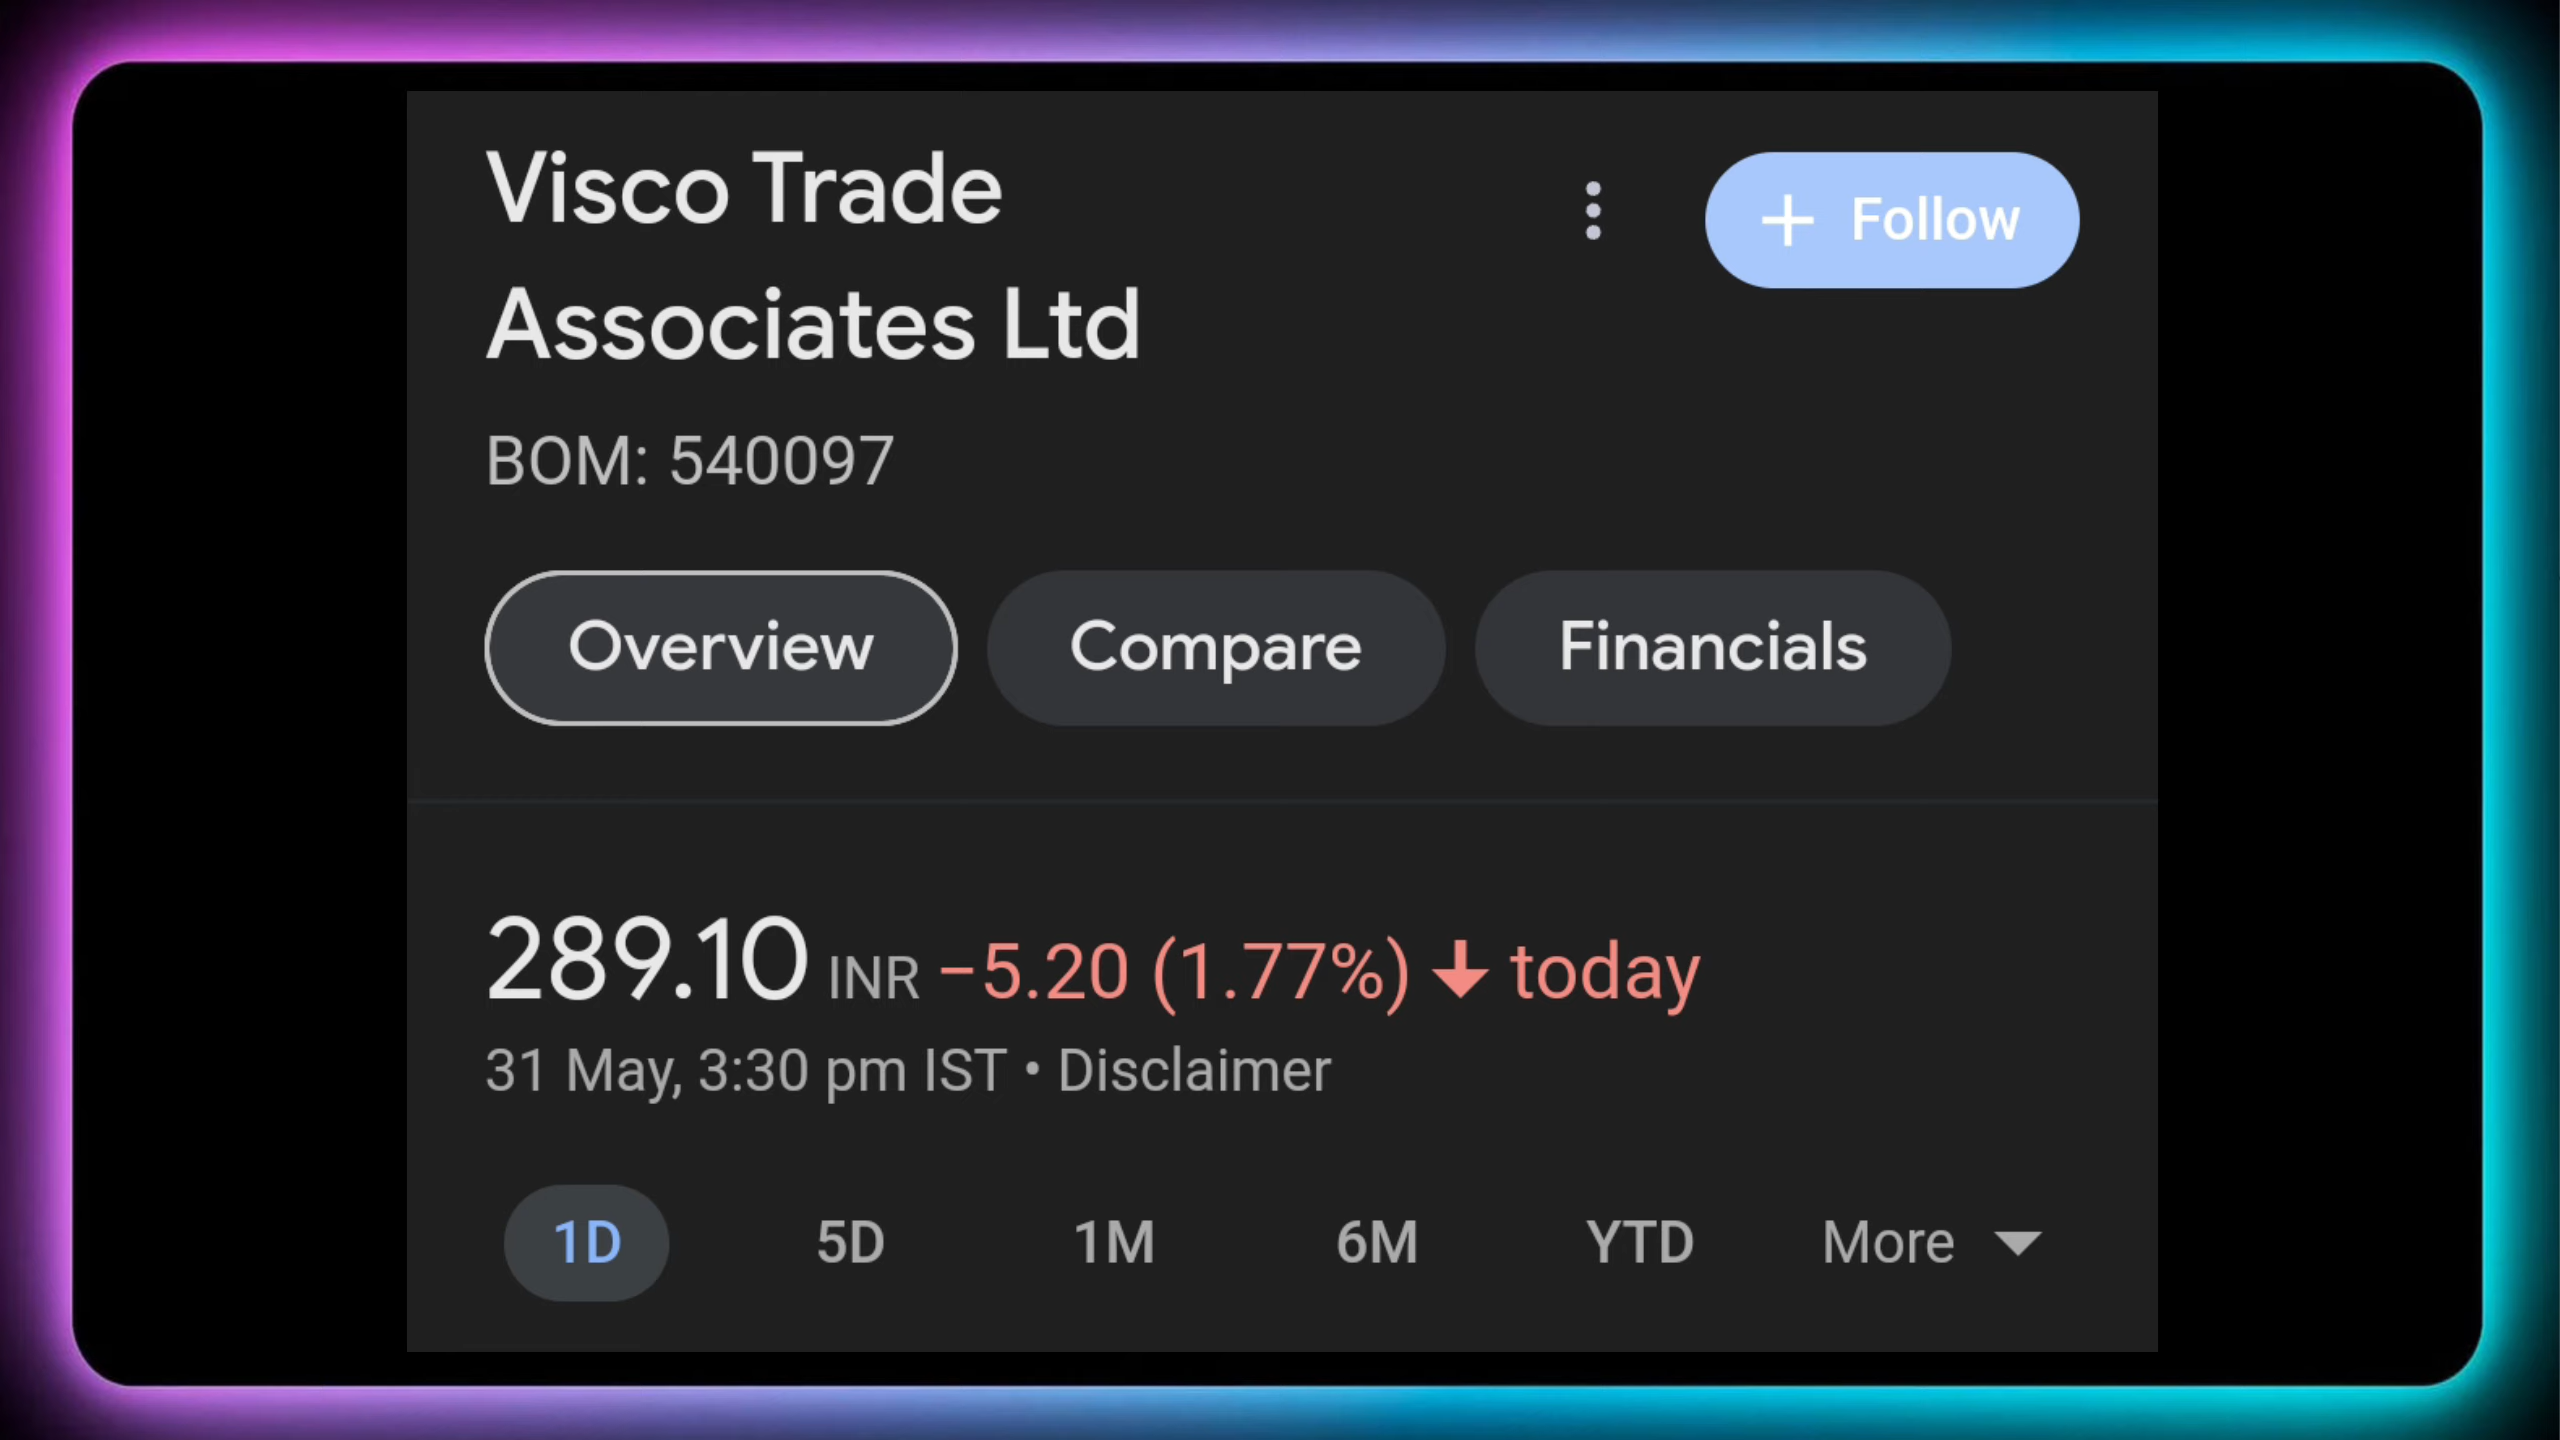 Visco Trade
Associates Ltd
+ Follow
BOM: 540097
Overview Compare Financials
289.10 INR −5.20 (1.77%) ↓ today
31 May, 3:30 pm IST • Disclaimer
1D 5D 1M 6M YTD More